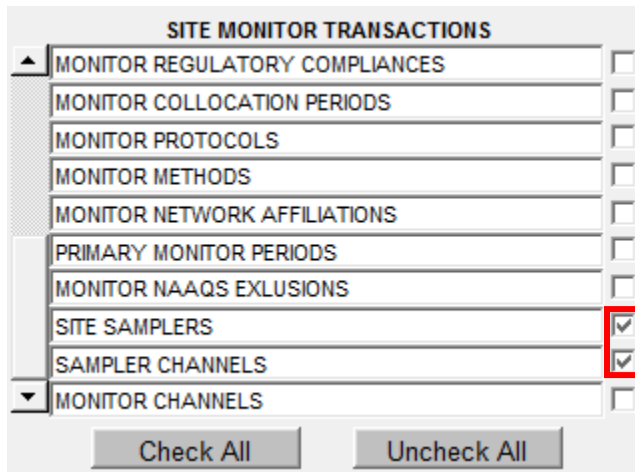 SITE MONITOR TRANSACTIONS
MONITOR REGULATORY COMPLIANCES
MONITOR COLLOCATION PERIODS
MONITOR PROTOCOLS
MONITOR METHODS
MONITOR NETWORK AFFILIATIONS
PRIMARY MONITOR PERIODS
MONITOR NAAQS EXLUSIONS
SITE SAMPLERS
SAMPLER CHANNELS
MONITOR CHANNELS
Check All Uncheck All